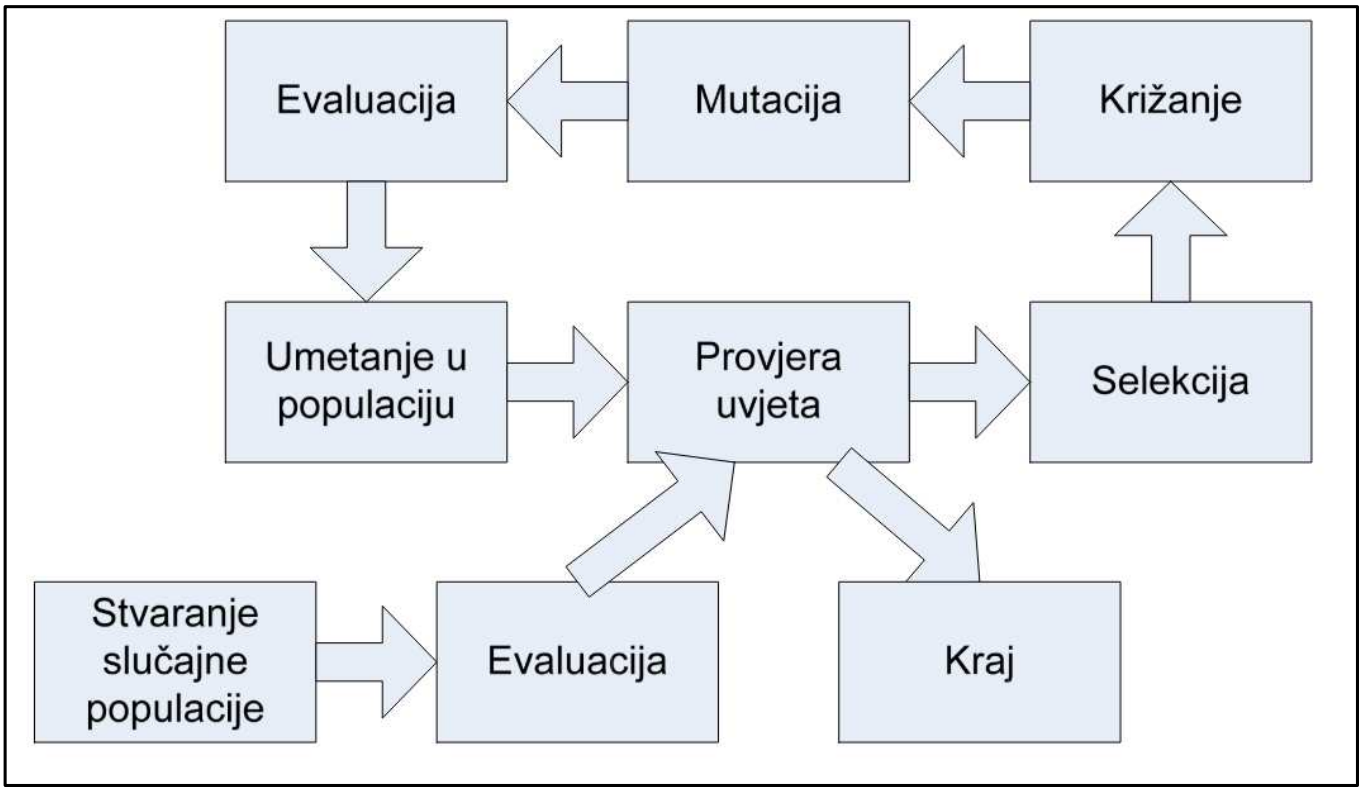 Evaluacija
Mutacija
Križanje
Umetanje u
populaciju
Provjera
uvjeta
Selekcija
Stvaranje
slučajne
populacije
Evaluacija
Kraj